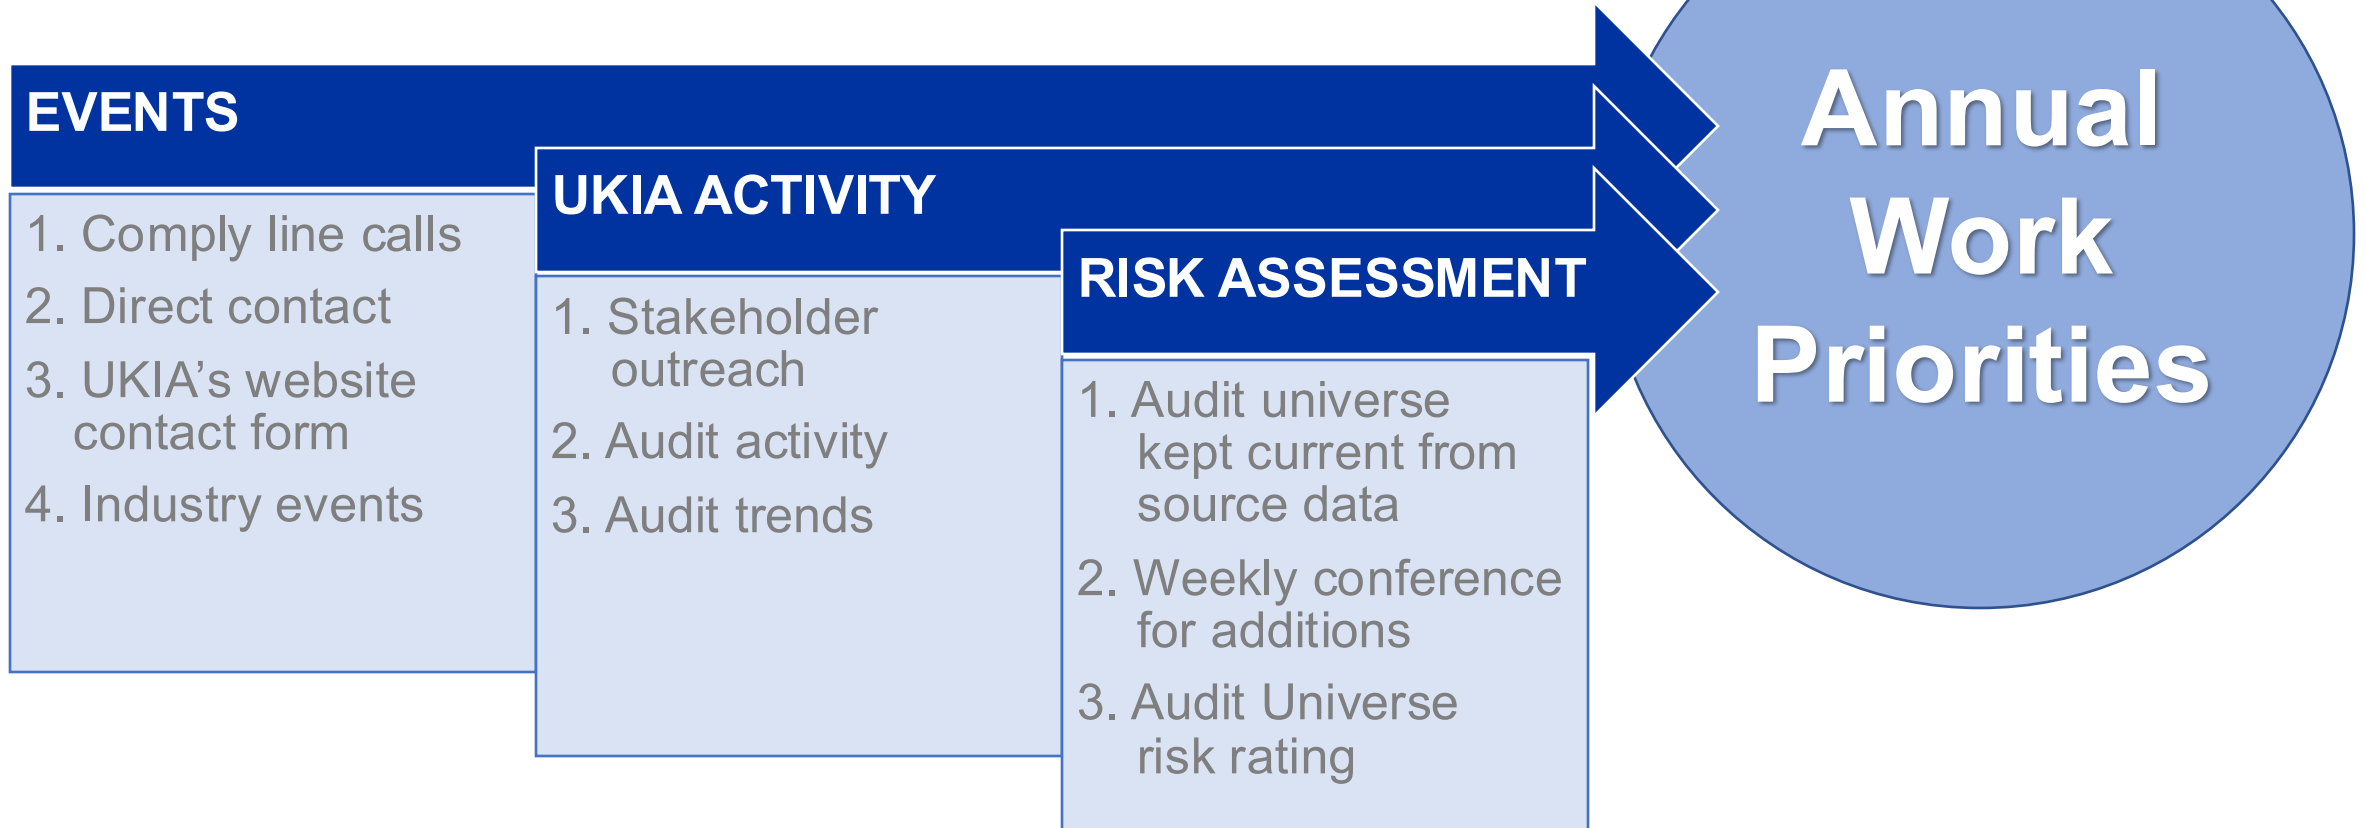 EVENTS
1. Comply line calls
2. Direct contact
3. UKIA’s website
contact form
4. Industry events
UKIA ACTIVITY
1. Stakeholder
outreach
2. Audit activity
3. Audit trends
RISK ASSESSMENT
1. Audit universe
kept current from
source data
2. Weekly conference
for additions
3. Audit Universe
risk rating
Annual
Work
Priorities